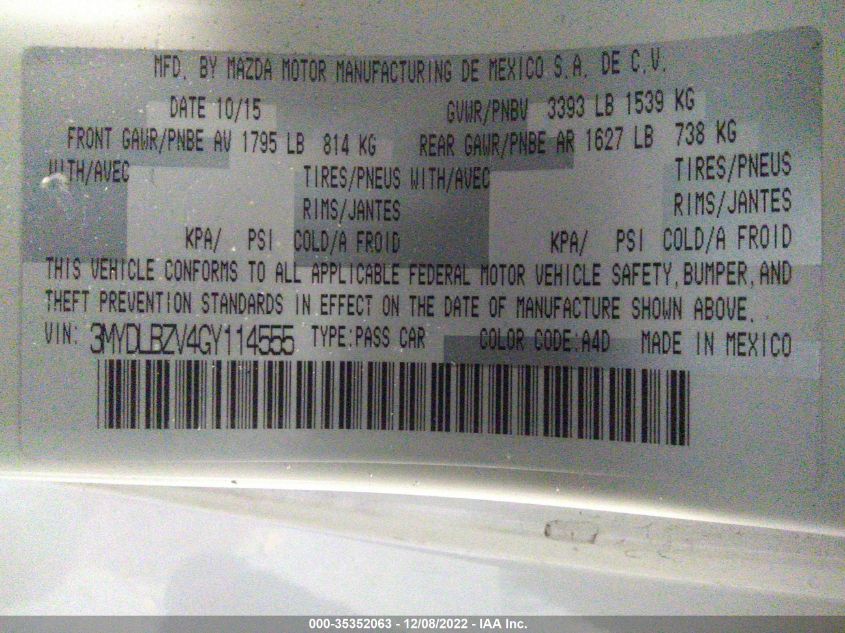 MFD. BY MAZDA MOTOR MANUFACTURING DE MEXICO S.A. DE C.V.
DATE 10/15 GVWR/PNBV 3393 LB 1539 KG
FRONT GAWR/PNBE AV 1795 LB 814 KG REAR GAWR/PNBE AR 1627 LB 738 KG
WITH/AVEC TIRES/PNEUS WITH/AVEC TIRES/PNEUS
RIMS/JANTES RIMS/JANTES
KPA/ PSI COLD/A FROID KPA/ PSI COLD/A FROID
THIS VEHICLE CONFORMS TO ALL APPLICABLE FEDERAL MOTOR VEHICLE SAFETY, BUMPER, AND
THEFT PREVENTION STANDARDS IN EFFECT ON THE DATE OF MANUFACTURE SHOWN ABOVE.
VIN: 3MYDLBZV4GY114555 TYPE:PASS CAR COLOR CODE:A4D MADE IN MEXICO
000-35352063 - 12/08/2022 - IAA Inc.